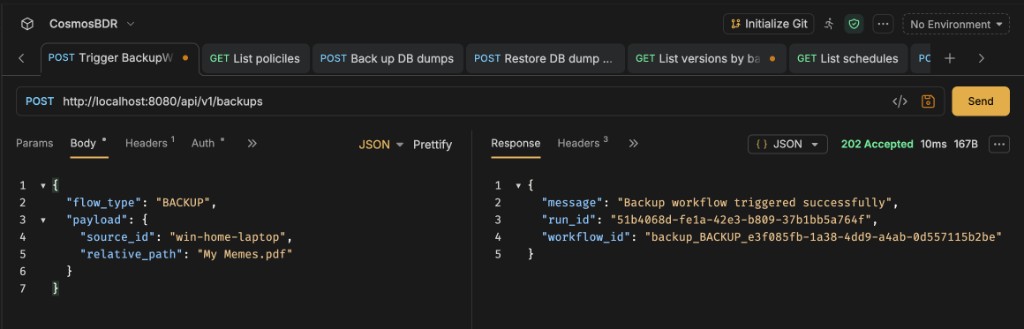 CosmosBDR
Initialize Git
No Environment
POST Trigger BackupW
GET List policiles
POST Back up DB dumps
POST Restore DB dump ...
GET List versions by ba
GET List schedules
PO
POST http://localhost:8080/api/v1/backups
</>
Send
Params Body Headers 1 Auth >> JSON Prettify
1 {
2 "flow_type": "BACKUP",
3 "payload": {
4 "source_id": "win-home-laptop",
5 "relative_path": "My Memes.pdf"
6 }
7 }
Response Headers 3 >> { } JSON 202 Accepted 10ms 167B
1 {
2 "message": "Backup workflow triggered successfully",
3 "run_id": "51b4068d-fe1a-42e3-b809-37b1bb5a764f",
4 "workflow_id": "backup_BACKUP_e3f085fb-1a38-4dd9-a4ab-0d557115b2be"
5 }